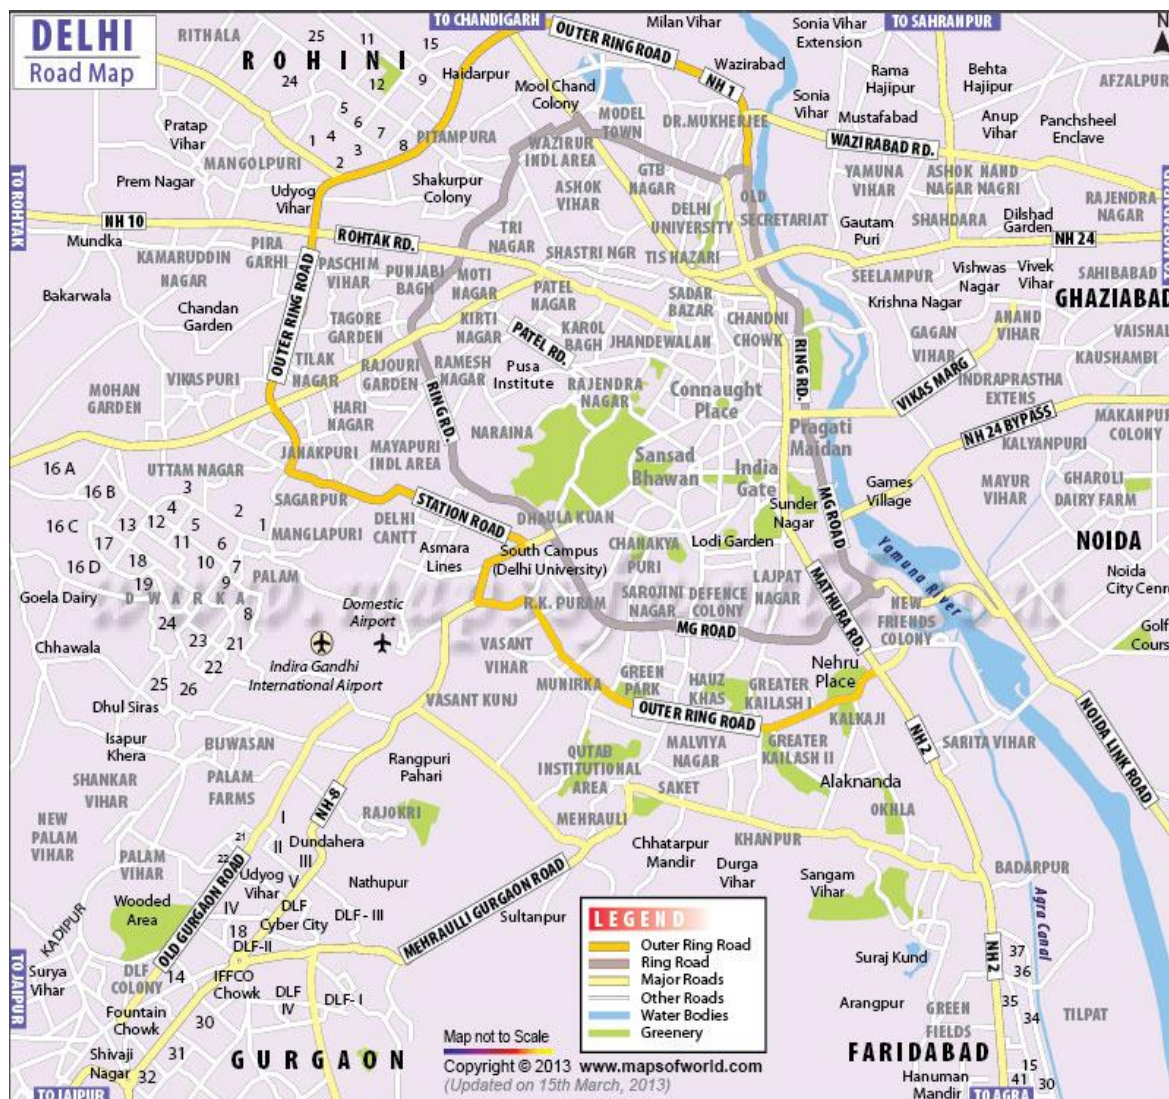 DELHI
Road Map
TO CHANDIGARH
TO SAHRANPUR
N
RITHALA
25
11
15
ROHINI
24
12
9
Haidarpur
OUTER RING ROAD
Milan Vihar
Sonia Vihar
Extension
Wazirabad
NH 1
Rama
Hajipur
Behta
Hajipur
AFZALPUR
Mool Chand
Colony
MODEL
TOWN
DR.MUKHERJEE
Sonia
Vihar
Mustafabad
Anup
Vihar
Panchsheel
Enclave
5
6
7
1
4
3
8
2
PITAMPURA
Pratap
Vihar
MANGOLPURI
WAZIRUR
INDL AREA
WAZIRABAD RD.
TO ROHTAK
Prem Nagar
Udyog
Vihar
Shakurpur
Colony
ASHOK
VIHAR
GTB
NAGAR
OLD
SECRETARIAT
YAMUNA
VIHAR
ASHOK
NAGAR
NAND
NAGRI
RAJENDRA
NAGAR
NH 10
Mundka
ROHTAK RD.
TRI
NAGAR
DELHI
UNIVERSITY
Gautam
Puri
SHAHDARA
Dilshad
Garden
NH 24
KAMARUDDIN
NAGAR
PIRA
GARHI
PASCHIM
VIHAR
PUNJABI
BAGH
MOTI
NAGAR
SHASTRI NGR
TIS HAZARI
SEELAMPUR
Vishwas
Nagar
Vivek
Vihar
SAHIBABAD
GHAZIABAD
Bakarwala
Chandan
Garden
OUTER RING ROAD
TAGORE
GARDEN
KIRTI
NAGAR
PATEL
NAGAR
SADAR
BAZAR
CHANDNI
CHOWK
Krishna Nagar
ANAND
VIHAR
GAGAN
VIHAR
VAISHA
KAUSHAMBI
PATEL RD.
KAROL
BAGH
JHANDEWALAN
RING RD.
TILAK
NAGAR
RAJOURI
GARDEN
RAMESH
NAGAR
Pusa
Institute
RAJENDRA
NAGAR
Connaught
Place
VIKAS MARG
INDRAPRASTHA
EXTENS
MOHAN
GARDEN
VIKASPURI
HARI
NAGAR
RING RD.
NARAINA
Pragati
Maidan
NH 24 BYPASS
KALYANPURI
MAKANPUR
COLONY
JANAKPURI
MAYAPURI
INDL AREA
Sansad
Bhawan
India
Gate
Games
Village
MAYUR
VIHAR
GHAROLI
DAIRY FARM
16 A
UTTAM NAGAR
3
16 B
4
2
SAGARPUR
STATION ROAD
DHAULA KUAN
Sunder
Nagar
MG ROAD
16 C
13
12
5
1
MANGLAPURI
DELHI
CANTT
Asmara
Lines
South Campus
(Delhi University)
CHANAKYA
PURI
Lodi Garden
Yamuna River
NOIDA
17
11
6
16 D
18
10
7
PALAM
19
9
Goela Dairy
DWARKA
8
R.K. PURAM
SAROJINI
NAGAR
DEFENCE
COLONY
LAJPAT
NAGAR
MATHURA RD.
NEW
FRIENDS
COLONY
Noida
City Cenre
Domestic
Airport
24
23
21
22
Chhawala
Indira Gandhi
International Airport
VASANT
VIHAR
MG ROAD
Golf
Cours
25
26
VASANT KUNJ
MUNIRKA
GREEN
PARK
HAUZ
KHAS
GREATER
KAILASH I
Nehru
Place
KALKAJI
Dhul Siras
OUTER RING ROAD
Isapur
Khera
BIJWASAN
Rangpuri
Pahari
QUTAB
INSTITUTIONAL
AREA
MALVIYA
NAGAR
GREATER
KAILASH II
NH 2
SARITA VIHAR
NOIDA LINK ROAD
SHANKAR
VIHAR
PALAM
FARMS
NH-8
RAJOKRI
SAKET
Alaknanda
OKHLA
NEW
PALAM
VIHAR
I
II
III
V
Dundahera
MEHRAULI
KHANPUR
21
22
PALAM
VIHAR
Udyog
Vihar
Nathupur
Chhatarpur
Mandir
Durga
Vihar
Sangam
Vihar
BADARPUR
Wooded
Area
OLD GURGAON ROAD
IV
DLF
Cyber City
DLF- III
MEHRAULLI GURGAON ROAD
Sultanpur
Agra Canal
KADIPUR
18
DLF-II
LEGEND
Outer Ring Road
Ring Road
Major Roads
Other Roads
Water Bodies
Greenery
TO JAIPUR
Surya
Vihar
DLF
COLONY
14
IFFCO
Chowk
DLF
IV
DLF- I
Suraj Kund
NH 2
37
36
Arangpur
35
34
GREEN
FIELDS
TILPAT
Fountain
Chowk
30
Map not to Scale
Shivaji
Nagar
31
32
GURGAON
Copyright © 2013 www.mapsofworld.com
(Updated on 15th March, 2013)
FARIDABAD
Hanuman
Mandir
15
41
30
TO JAIPUR
TO AGRA